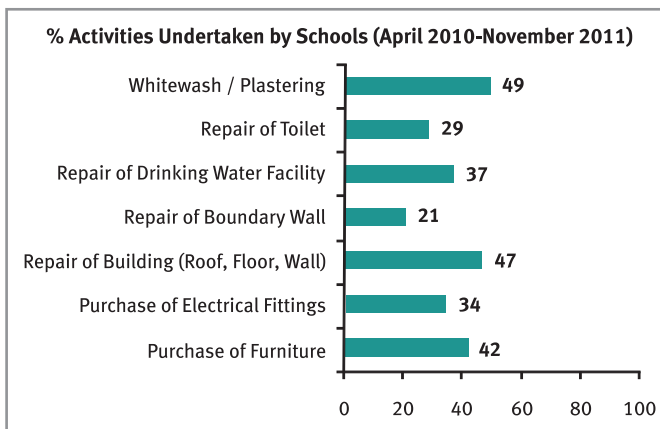 % Activities Undertaken by Schools (April 2010-November 2011)
Whitewash / Plastering 49
Repair of Toilet 29
Repair of Drinking Water Facility 37
Repair of Boundary Wall 21
Repair of Building (Roof, Floor, Wall) 47
Purchase of Electrical Fittings 34
Purchase of Furniture 42
0 20 40 60 80 100